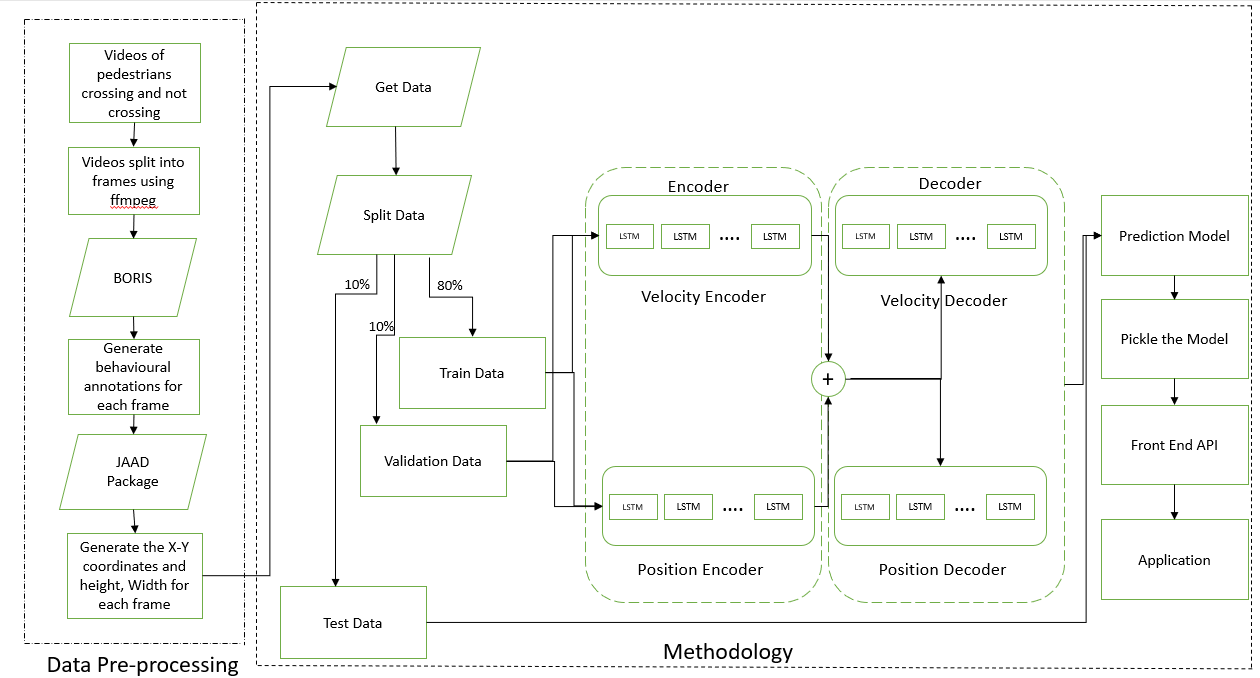 Videos of
pedestrians
crossing and not
crossing
Videos split into
frames using
ffmpeg
BORIS
Generate
behavioural
annotations for
each frame
JAAD
Package
Generate the X-Y
coordinates and
height, Width for
each frame
Data Pre-processing
Get Data
Split Data
10%
80%
10%
Train Data
Validation Data
Test Data
Encoder
LSTM LSTM .... LSTM
Velocity Encoder
Decoder
LSTM LSTM .... LSTM
Velocity Decoder
+
LSTM LSTM .... LSTM
Position Encoder
LSTM LSTM .... LSTM
Position Decoder
Prediction Model
Pickle the Model
Front End API
Application
Methodology